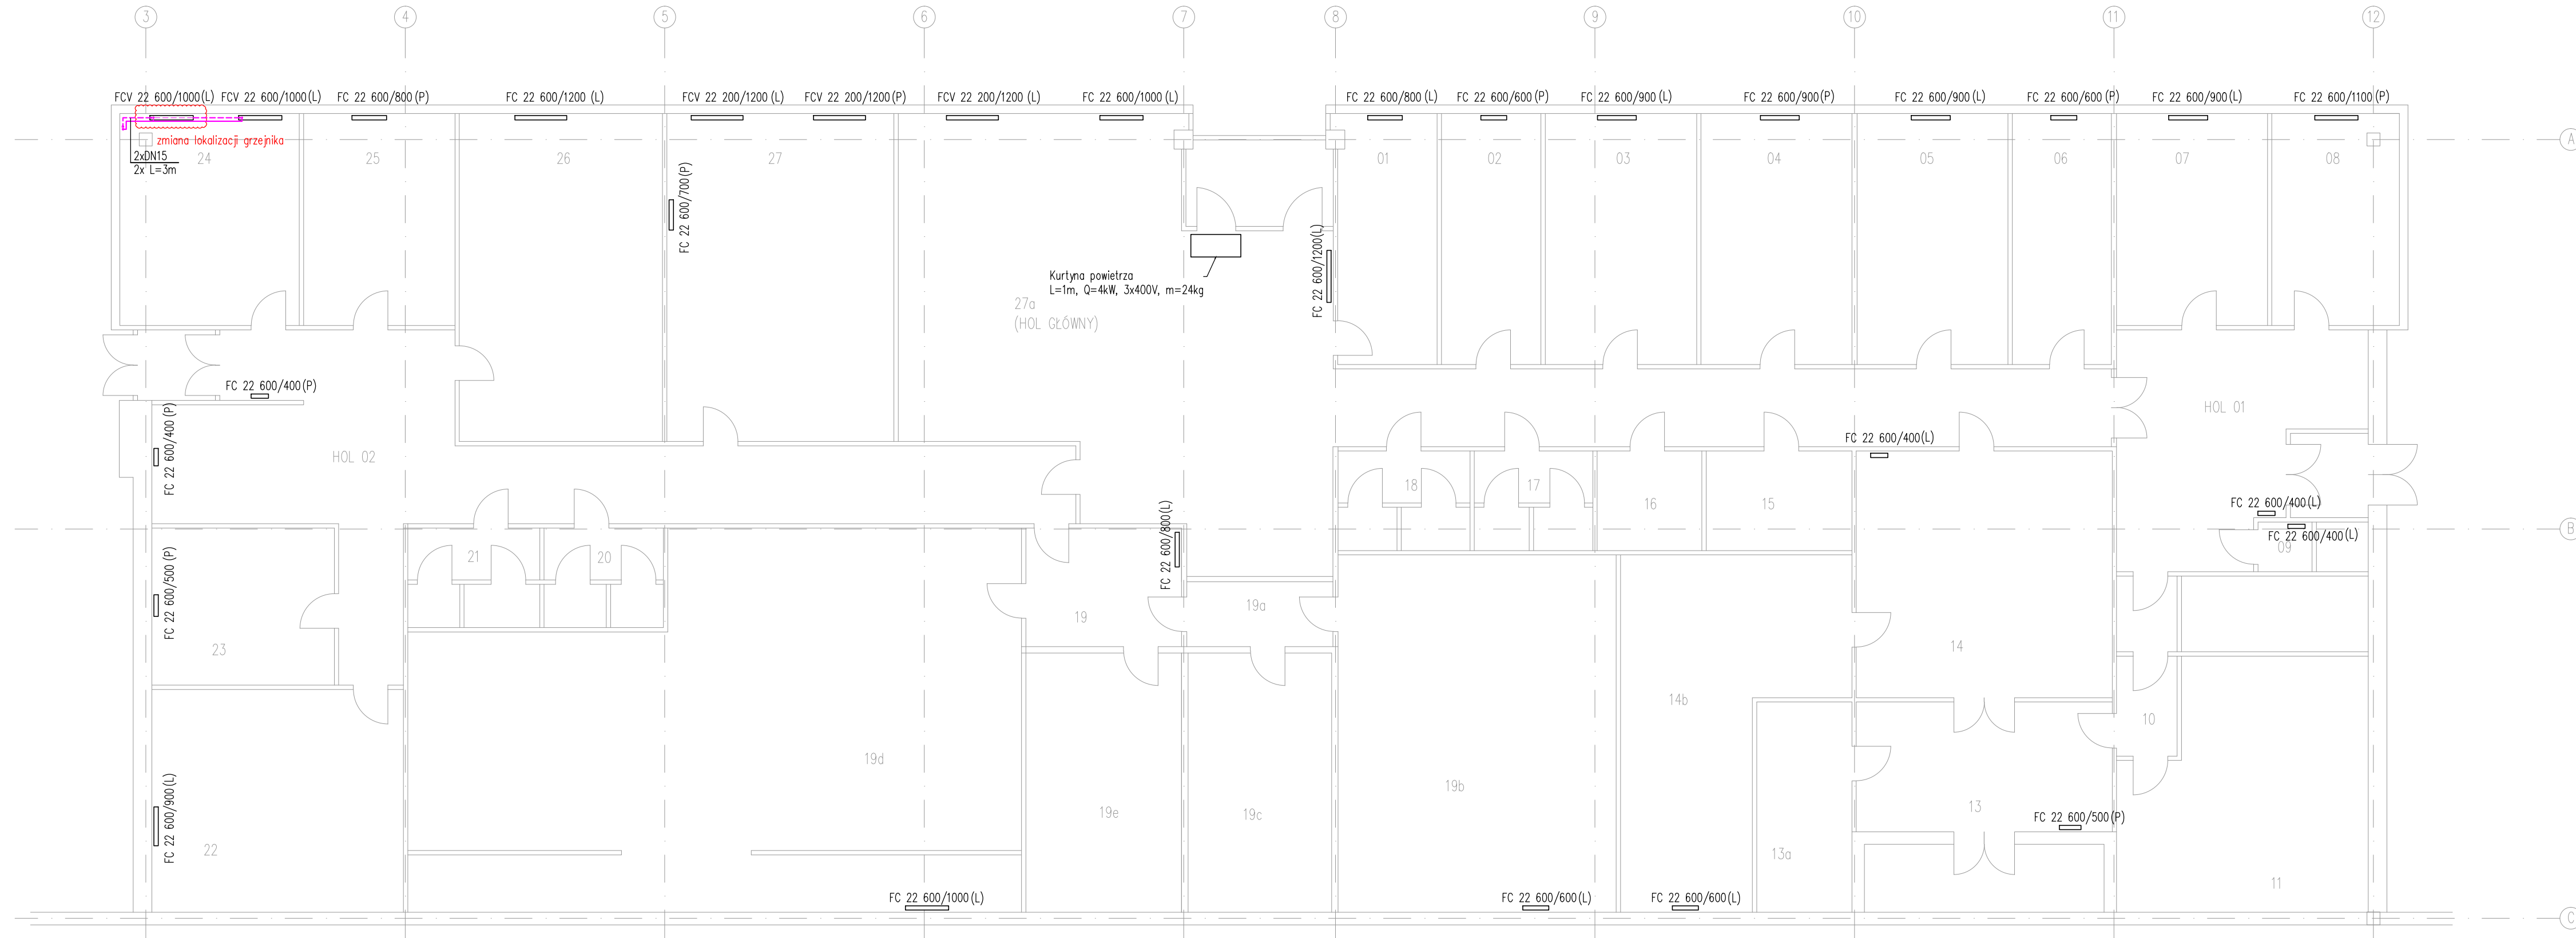 3 4 5 6 7 8 9 10 11 12
FCV 22 600/1000(L) FCV 22 600/1000(L) FC 22 600/800(P) FC 22 600/1200 (L) FCV 22 200/1200 (L) FCV 22 200/1200(P) FCV 22 200/1200 (L) FC 22 600/1000(L) FC 22 600/800 (L) FC 22 600/600 (P) FC 22 600/900 (L) FC 22 600/900(P) FC 22 600/900 (L) FC 22 600/600 (P) FC 22 600/900(L) FC 22 600/1100(P)
zmiana lokalizacji grzejnika
A
2xDN15
2x L=3m
24 25 26 27 01 02 03 04 05 06 07 08
FC 22 600/700(P)
Kurtyna powietrza
L=1m, Q=4kW, 3x400V, m=24kg
FC 22 600/1200(L)
27a
(HOL GŁÓWNY)
FC 22 600/400(P)
HOL 01
FC 22 600/400(P)
FC 22 600/400(L)
HOL 02
18 17 16 15
FC 22 600/400(L)
B
FC 22 600/400(L)
09
21 20
FC 22 600/800(L)
FC 22 600/500(P)
19 19a
23 14
14b
10
19d
19b
13
19e 19c
FC 22 600/500(P)
FC 22 600/900(L)
22
13a
11
FC 22 600/1000(L) FC 22 600/600(L) FC 22 600/600(L)
C